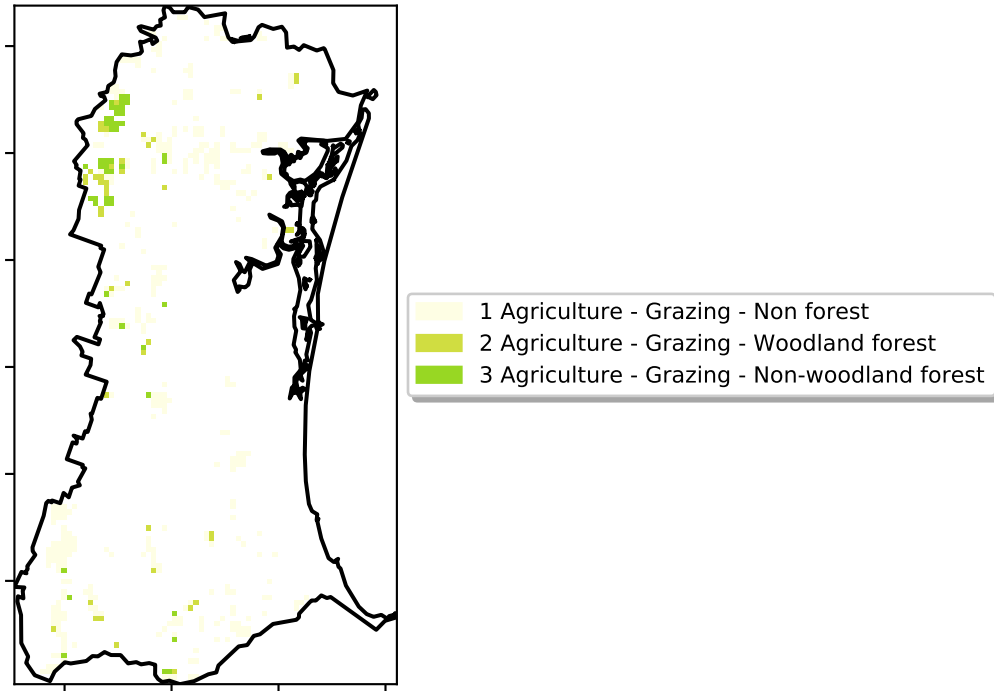 1 Agriculture - Grazing - Non forest
2 Agriculture - Grazing - Woodland forest
3 Agriculture - Grazing - Non-woodland forest